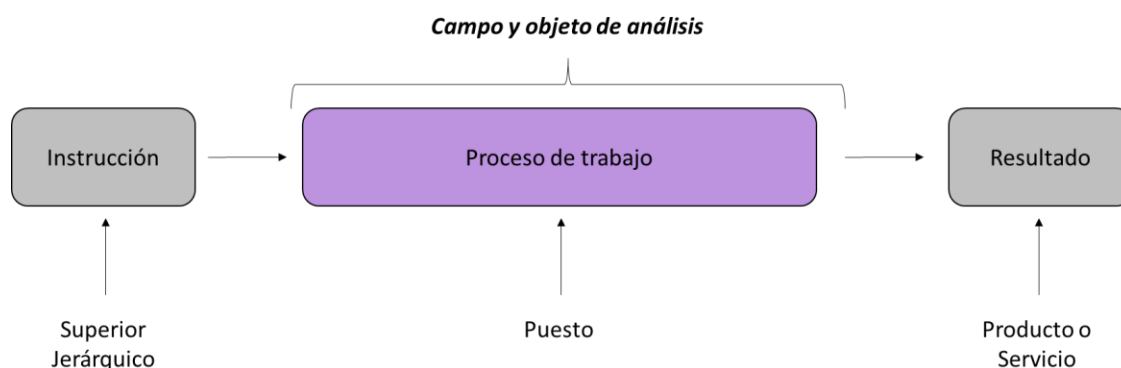 Campo y objeto de análisis
Instrucción
Proceso de trabajo
Resultado
Superior
Jerárquico
Puesto
Producto o
Servicio